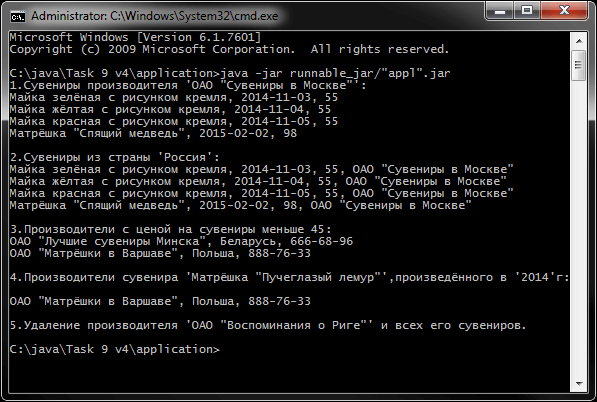 Administrator: C:\Windows\System32\cmd.exe
Microsoft Windows [Version 6.1.7601]
Copyright (c) 2009 Microsoft Corporation.  All rights reserved.
C:\java\Task 9 v4\application>java -jar runnable_jar/"appl".jar
1.Сувениры производителя 'ОАО "Сувениры в Москве"':
Майка зелёная с рисунком кремля, 2014-11-03, 55
Майка жёлтая с рисунком кремля, 2014-11-04, 55
Майка красная с рисунком кремля, 2014-11-05, 55
Матрёшка "Спящий медведь", 2015-02-02, 98
2.Сувениры из страны 'Россия':
Майка зелёная с рисунком кремля, 2014-11-03, 55, ОАО "Сувениры в Москве"
Майка жёлтая с рисунком кремля, 2014-11-04, 55, ОАО "Сувениры в Москве"
Майка красная с рисунком кремля, 2014-11-05, 55, ОАО "Сувениры в Москве"
Матрёшка "Спящий медведь", 2015-02-02, 98, ОАО "Сувениры в Москве"
3.Производители с ценой на сувениры меньше 45:
ОАО "Лучшие сувениры Минска", Беларусь, 666-68-96
ОАО "Матрёшки в Варшаве", Польша, 888-76-33
4.Производители сувенира 'Матрёшка "Пучеглазый лемур"',произведённого в '2014'г:
ОАО "Матрёшки в Варшаве", Польша, 888-76-33
5.Удаление производителя 'ОАО "Воспоминания о Риге"' и всех его сувениров.
C:\java\Task 9 v4\application>